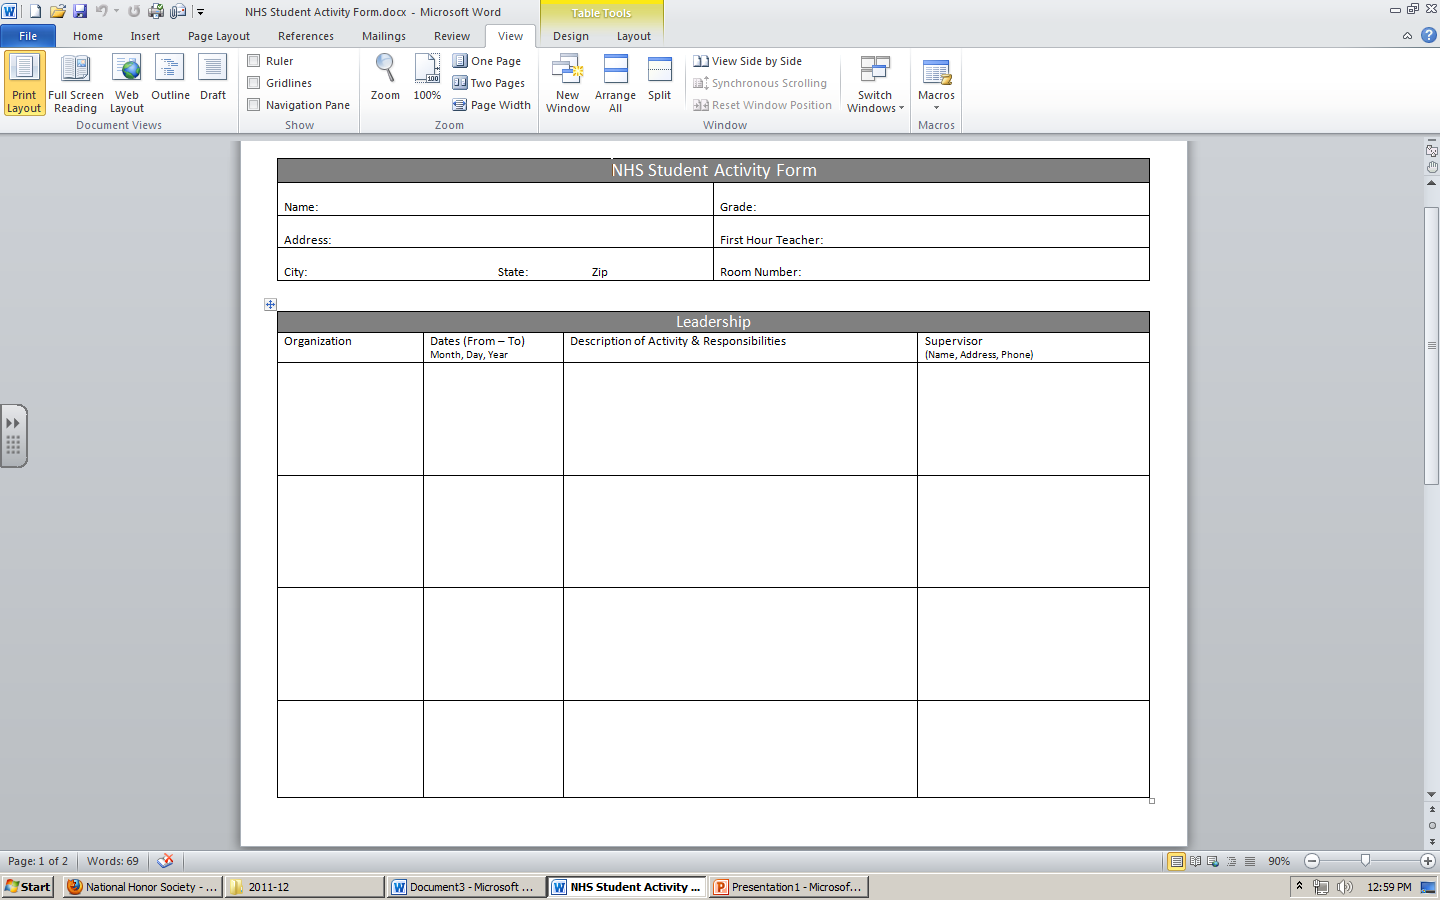 NHS Student Activity Form.docx - Microsoft Word
Table Tools
File Home Insert Page Layout References Mailings Review View Design Layout
Print Layout
Full Screen Reading
Web Layout
Outline
Draft
Document Views
Ruler
Gridlines
Navigation Pane
Show
Zoom
100
100%
One Page
Two Pages
Page Width
Zoom
New Window
Arrange All
Split
View Side by Side
Synchronous Scrolling
Reset Window Position
Window
Switch Windows
Macros
Macros
NHS Student Activity Form
Name: Grade:
Address: First Hour Teacher:
City: State: Zip Room Number:
Leadership
Organization Dates (From – To) Description of Activity & Responsibilities Supervisor
Month, Day, Year (Name, Address, Phone)
Page: 1 of 2 Words: 69 90%
Start National Honor Society - ... 2011-12 Document3 - Microsoft ... NHS Student Activity ... Presentation1 - Microsof... 12:59 PM